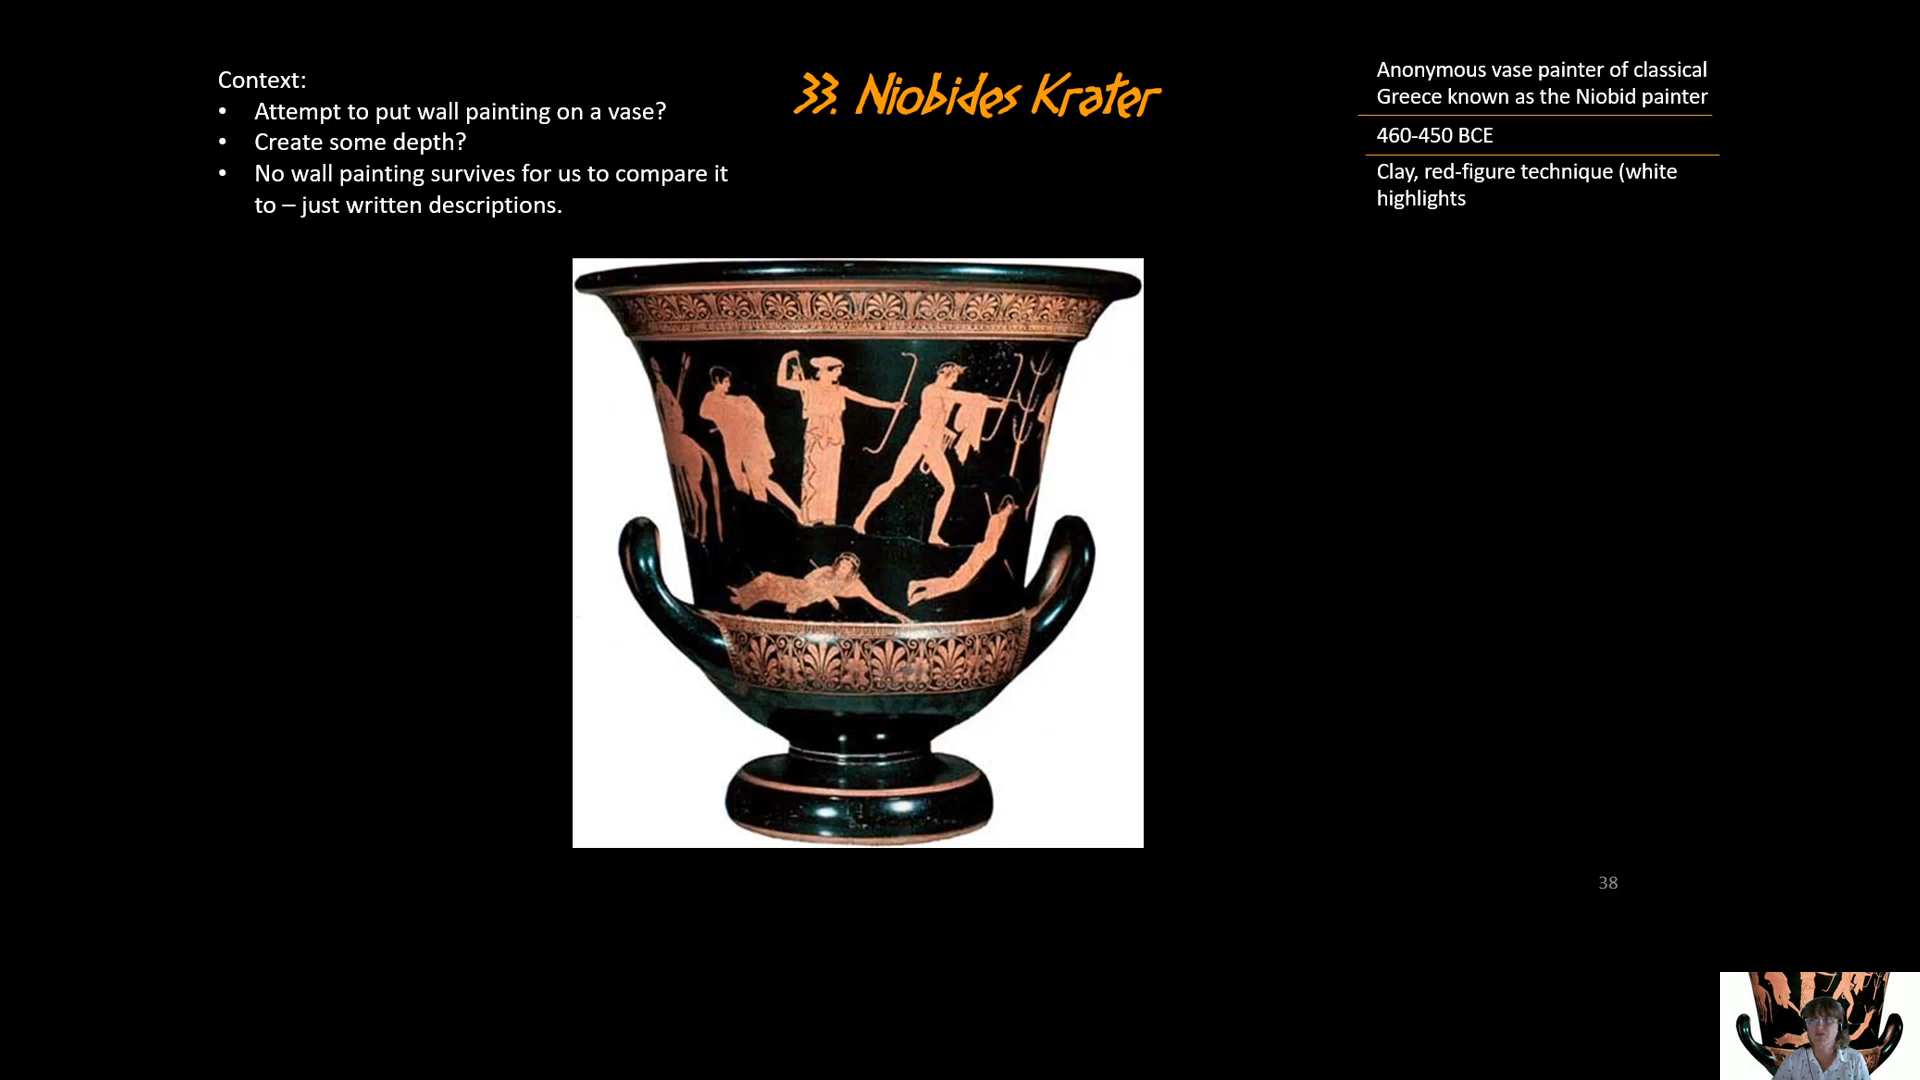 Context:
• Attempt to put wall painting on a vase?
• Create some depth?
• No wall painting survives for us to compare it
to – just written descriptions.
33. Niobides Krater
Anonymous vase painter of classical
Greece known as the Niobid painter
460-450 BCE
Clay, red-figure technique (white
highlights
38